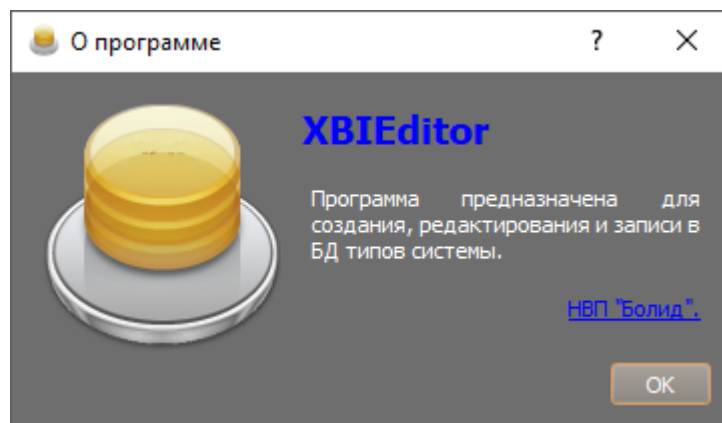 О программе
?
XBIEditor
Программа предназначена для
создания, редактирования и записи в
БД типов системы.
НВП "Болид".
OK